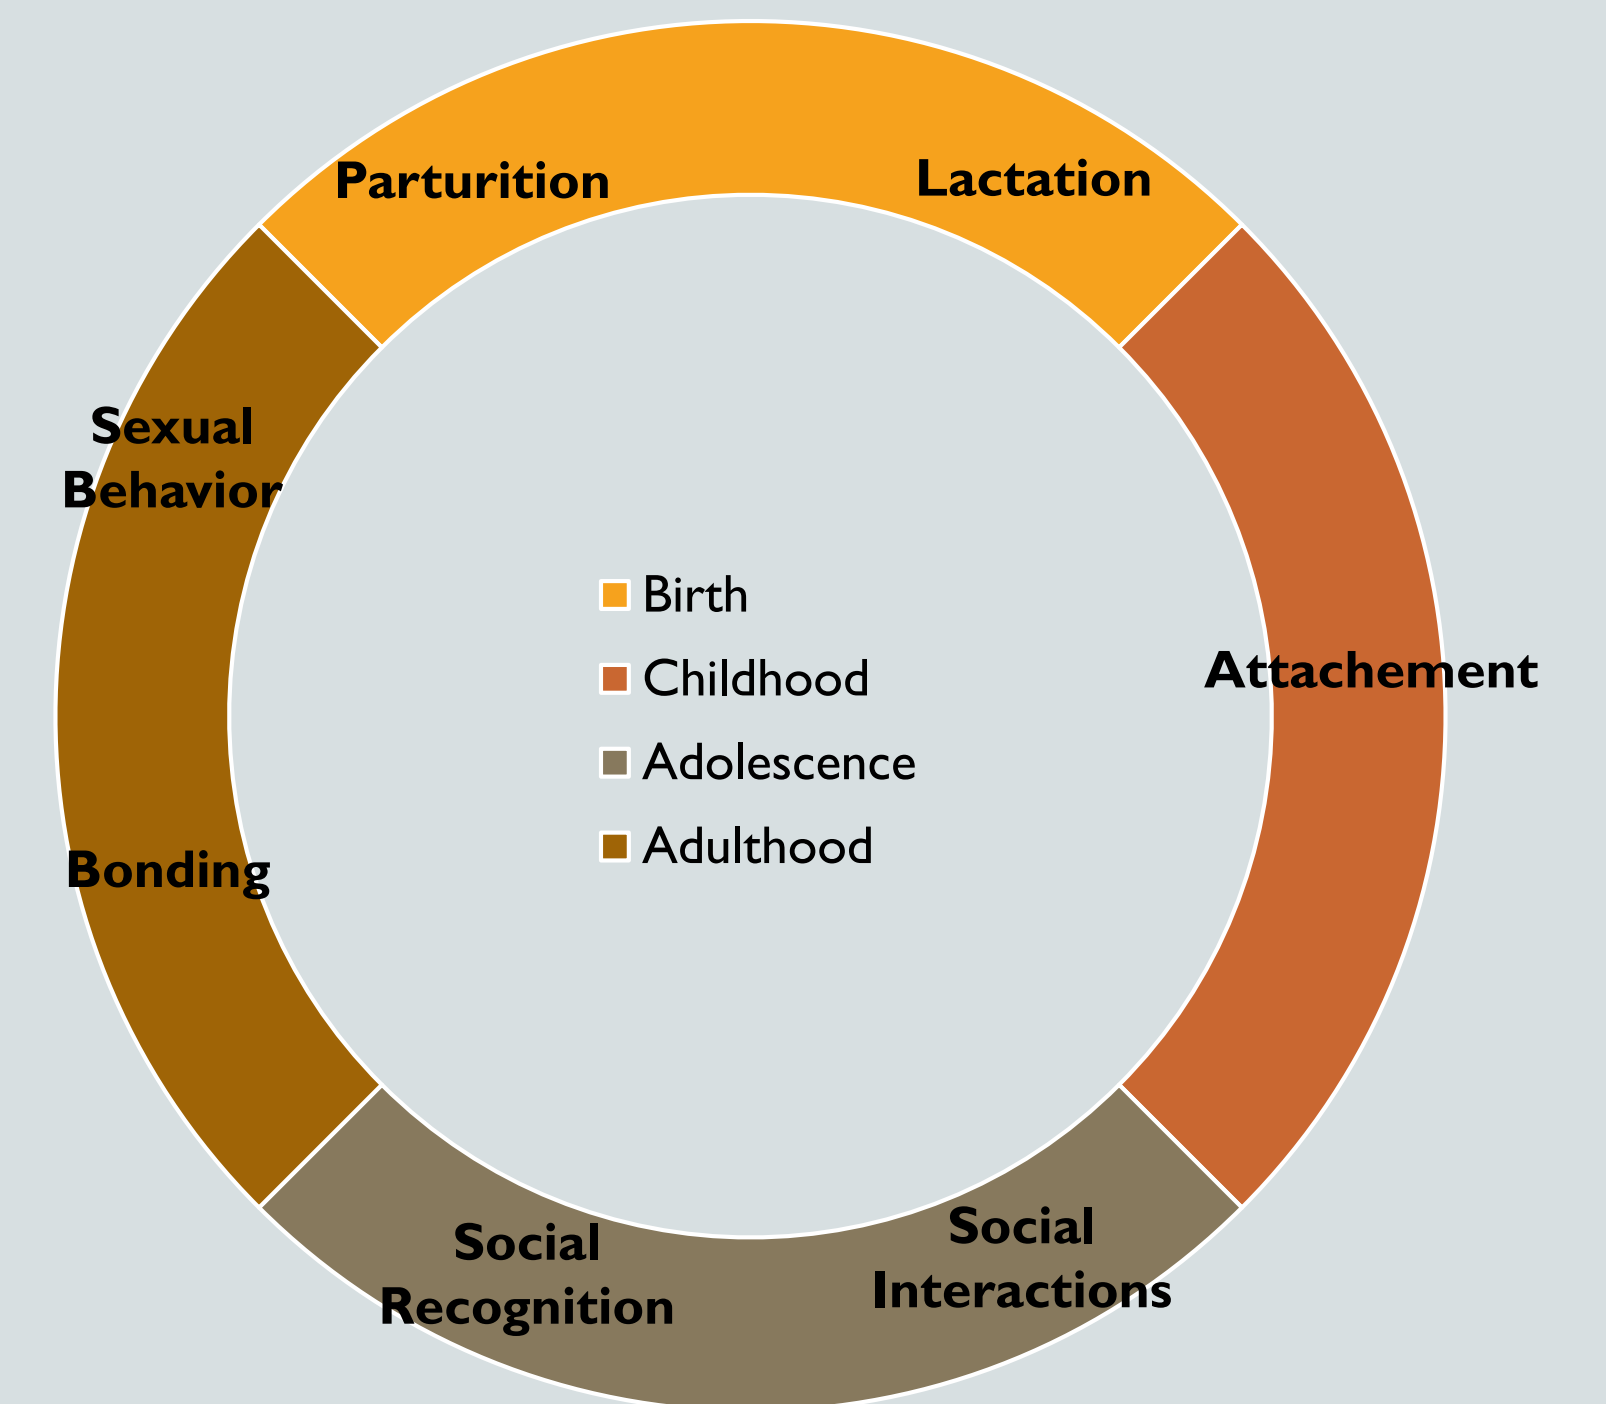 Parturition
Lactation
Sexual
Behavior
Birth
Childhood
Attachement
Adolescence
Adulthood
Bonding
Social
Recognition
Social
Interactions